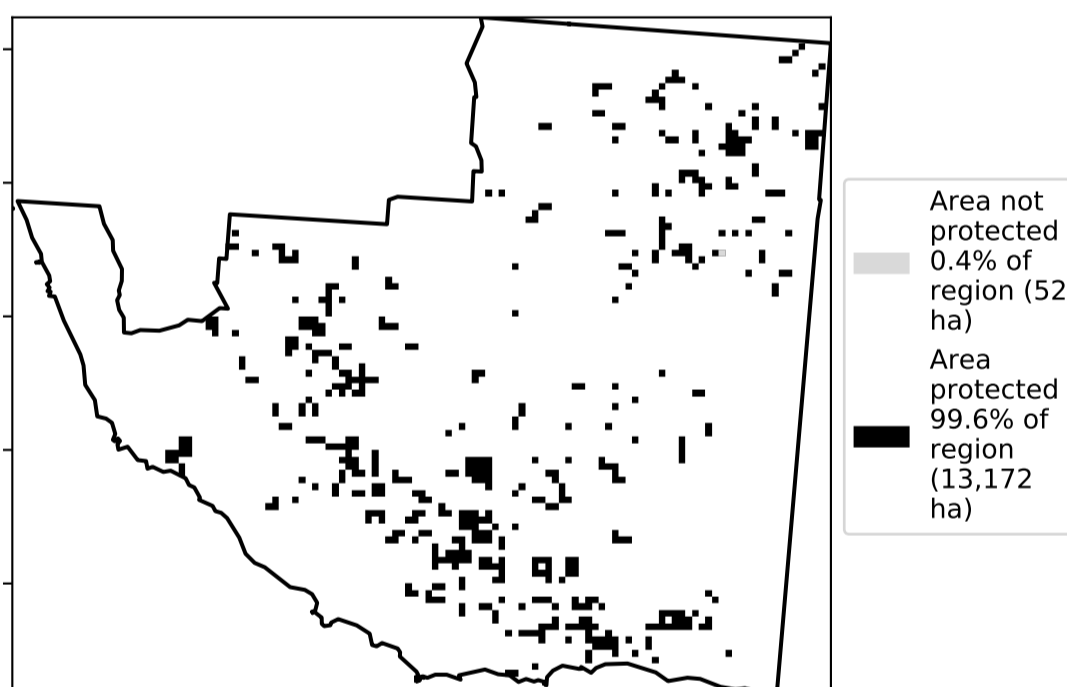 Area not
protected
0.4% of
region (52
ha)
Area
protected
99.6% of
region
(13,172
ha)